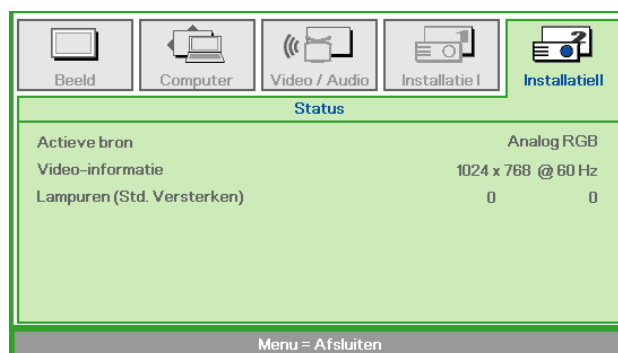 Beeld Computer Video / Audio Installatie I InstallatieII
Status
Actieve bron Analog RGB
Video-informatie 1024 x 768 @ 60 Hz
Lampuren (Std. Versterken) 0 0
Menu = Afsluiten